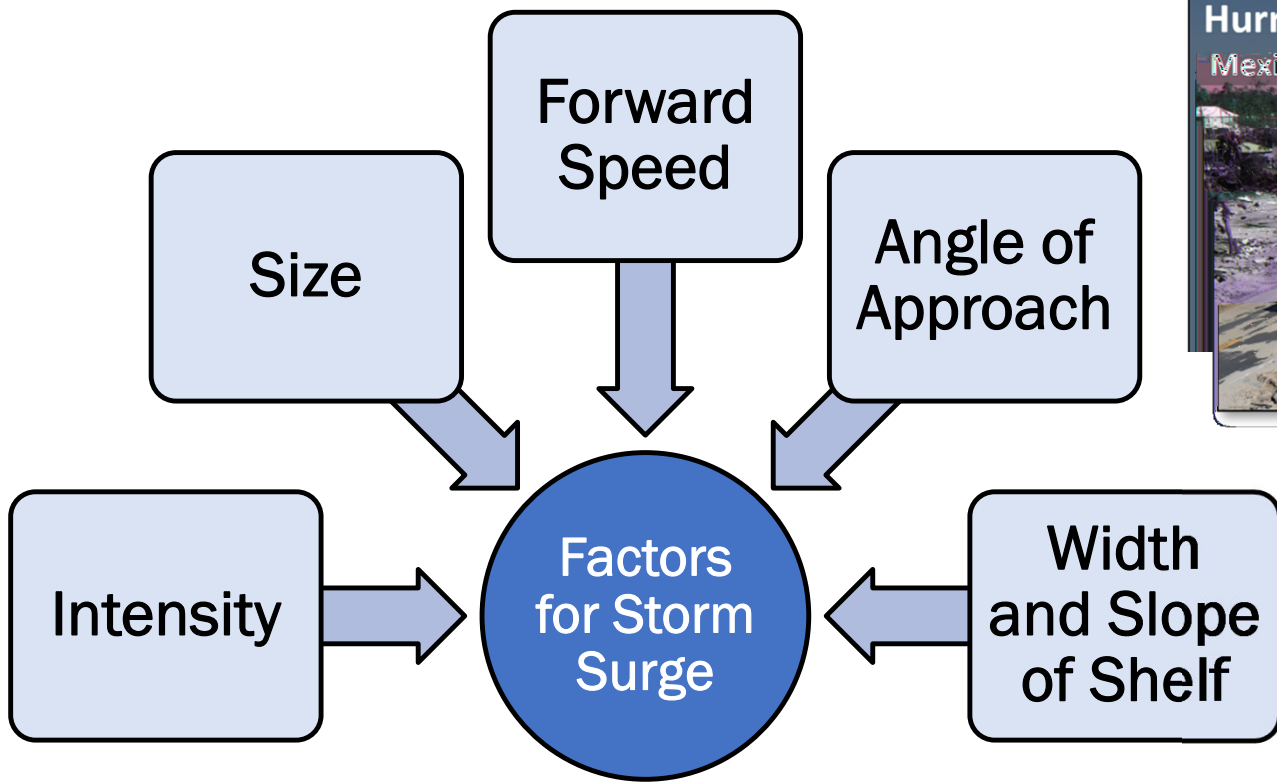 Forward
Speed
Size
Angle of
Approach
Intensity
Factors
for Storm
Surge
Width
and Slope
of Shelf